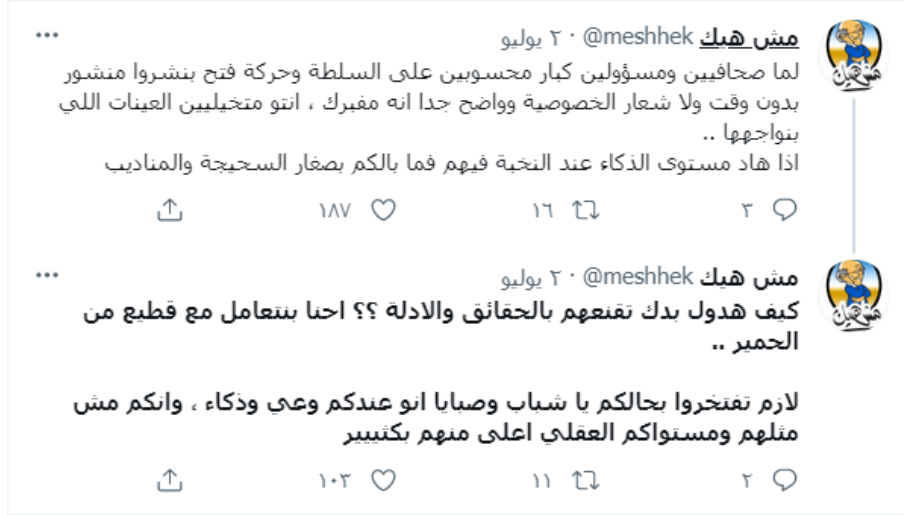 مش هيك @meshhek · ٢ يوليو
لما صحافيين ومسؤولين كبار محسوبين على السلطة وحركة فتح بنشروا منشور
بدون وقت ولا شعار الخصوصية وواضح جدا انه مفبرك ، انتو متخيليين العينات اللي
بنواجهها ..
اذا هاد مستوى الذكاء عند النخبة فيهم فما بالكم بصغار السحيجة والمناديب
٣ ١٦ ١٨٧
مش هيك @meshhek · ٢ يوليو
كيف هدول بدك تقنعهم بالحقائق والادلة ؟؟ احنا بنتعامل مع قطيع من
الحمير ..
لازم تفتخروا بحالكم يا شباب وصبايا انو عندكم وعي وذكاء ، وانكم مش
مثلهم ومستواكم العقلي اعلى منهم بكثيييير
٢ ١١ ١٠٣